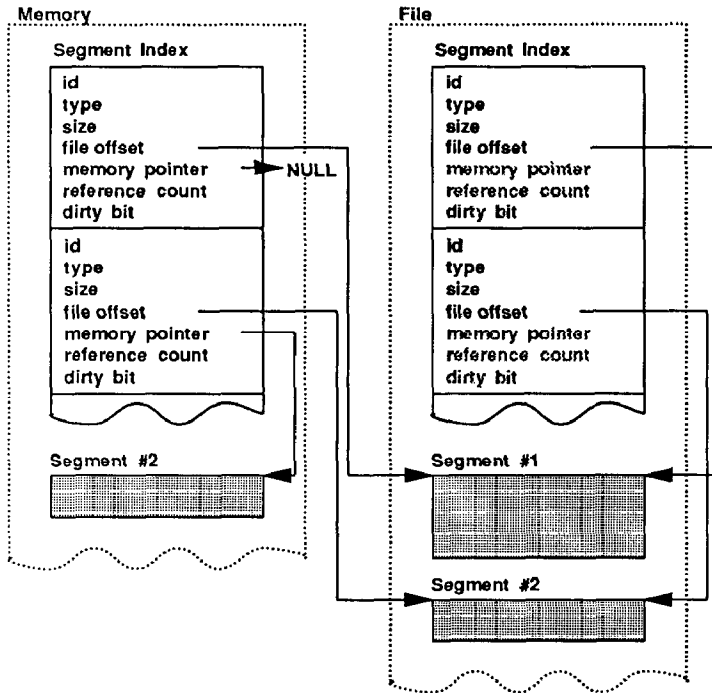 Memory
Segment Index
id
type
size
file offset
memory pointer
NULL
reference count
dirty bit
id
type
size
file offset
memory pointer
reference count
dirty bit
Segment #2
File
Segment Index
id
type
size
file offset
memory pointer
reference count
dirty bit
id
type
size
file offset
memory pointer
reference count
dirty bit
Segment #1
Segment #2